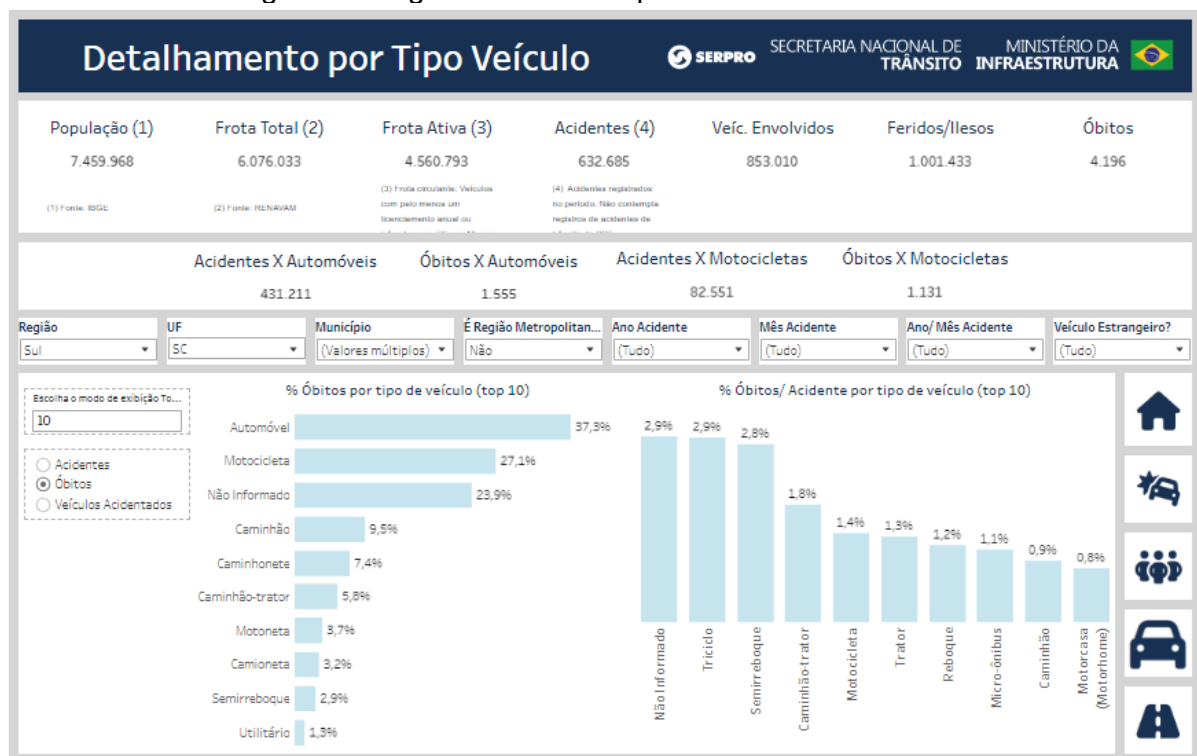 Detalhamento por Tipo Veículo
SERPRO
SECRETARIA NACIONAL DE
TRÂNSITO
MINISTÉRIO DA
INFRAESTRUTURA
População (1)
Frota Total (2)
Frota Ativa (3)
Acidentes (4)
Veíc. Envolvidos
Feridos/Ilesos
Óbitos
7.459.968
6.076.033
4.560.793
632.685
853.010
1.001.433
4.196
(1) Fonte: IBGE
(2) Fonte: RENAVAM
(3) Frota circulante: Veículos
com pelo menos um
licenciamento anual ou
(4) Acidentes registrados
no período. Não contempla
registros de acidentes de
Acidentes X Automóveis
Óbitos X Automóveis
Acidentes X Motocicletas
Óbitos X Motocicletas
431.211
1.555
82.551
1.131
Região
UF
Município
É Região Metropolitan...
Ano Acidente
Mês Acidente
Ano/ Mês Acidente
Veículo Estrangeiro?
Sul
SC
(Valores múltiplos)
Não
(Tudo)
(Tudo)
(Tudo)
(Tudo)
Escolha o modo de exibição To...
10
Acidentes
Óbitos
Veículos Acidentados
% Óbitos por tipo de veículo (top 10)
Automóvel 37,3%
Motocicleta 27,1%
Não Informado 23,9%
Caminhão 9,5%
Caminhonete 7,4%
Caminhão-trator 5,8%
Motoneta 3,7%
Camioneta 3,2%
Semirreboque 2,9%
Utilitário 1,3%
% Óbitos/ Acidente por tipo de veículo (top 10)
2,9%
2,9%
2,8%
1,8%
1,4%
1,3%
1,2%
1,1%
0,9%
0,8%
Não Informado
Triciclo
Semirreboque
Caminhão-trator
Motocicleta
Trator
Reboque
Micro-ônibus
Caminhão
Motorcasa
(Motorhome)